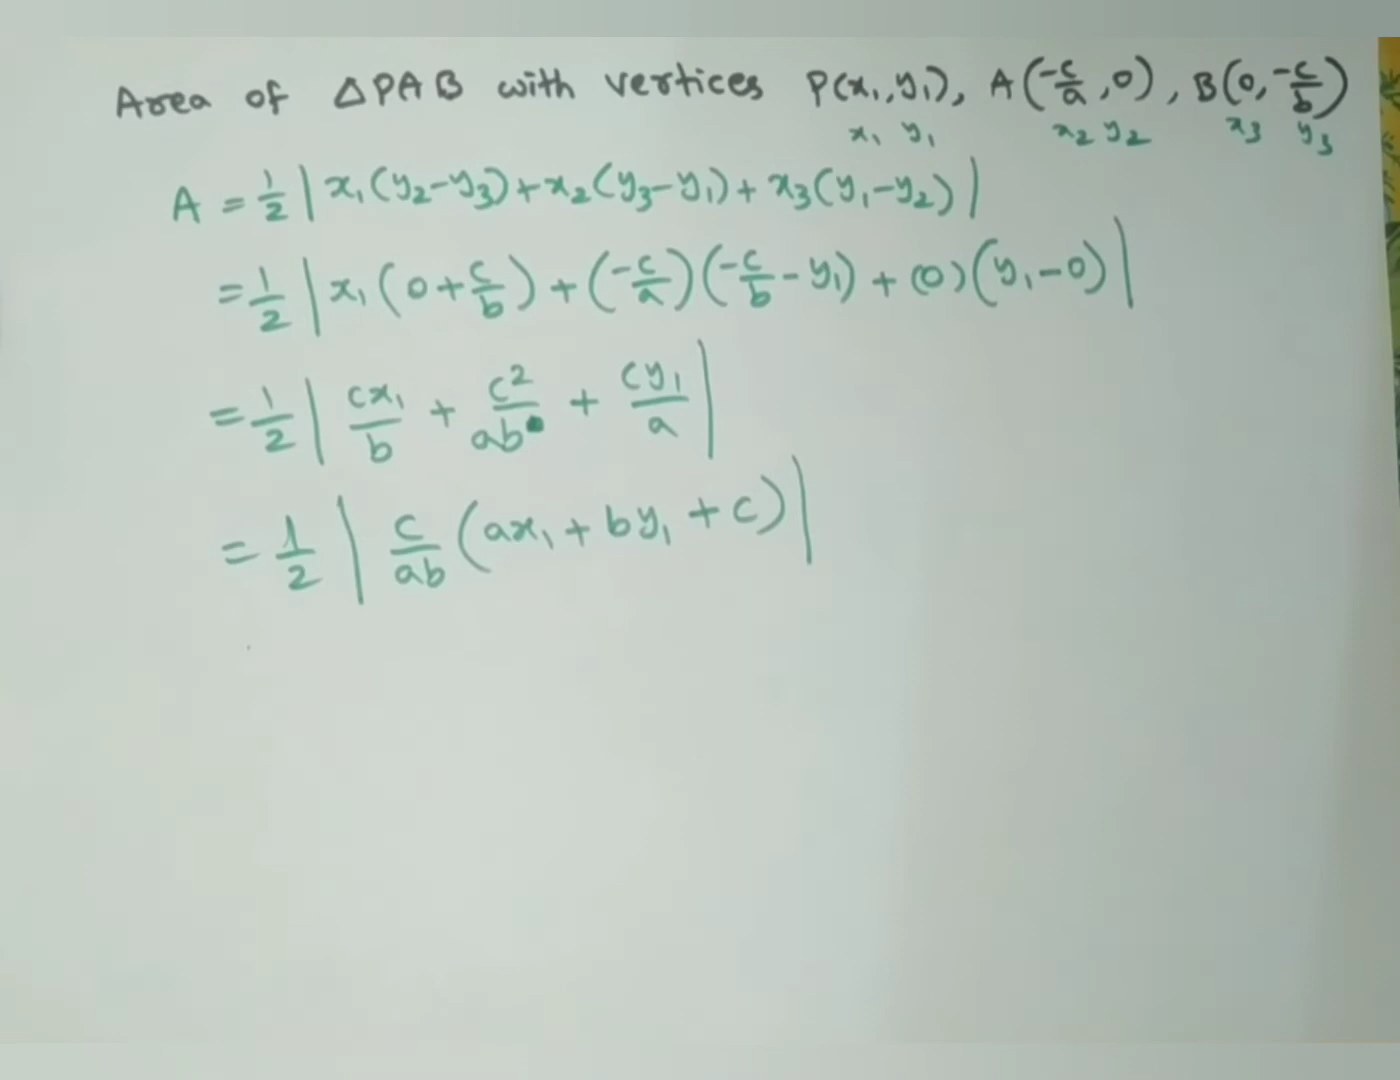 Area of △PAB with vertices P(x₁,y₁), A(-c/a ,0), B(0,-c/b)
x₁ y₁ x₂ y₂ x₃ y₃
A = 1/2 | x₁(y₂-y₃)+x₂(y₃-y₁)+x₃(y₁-y₂) |
= 1/2 | x₁(0+c/b)+(-c/a)(-c/b-y₁)+(0)(y₁-0) |
= 1/2 | cx₁/b + c²/ab + cy₁/a |
= 1/2 | c/ab (ax₁+by₁+c) |